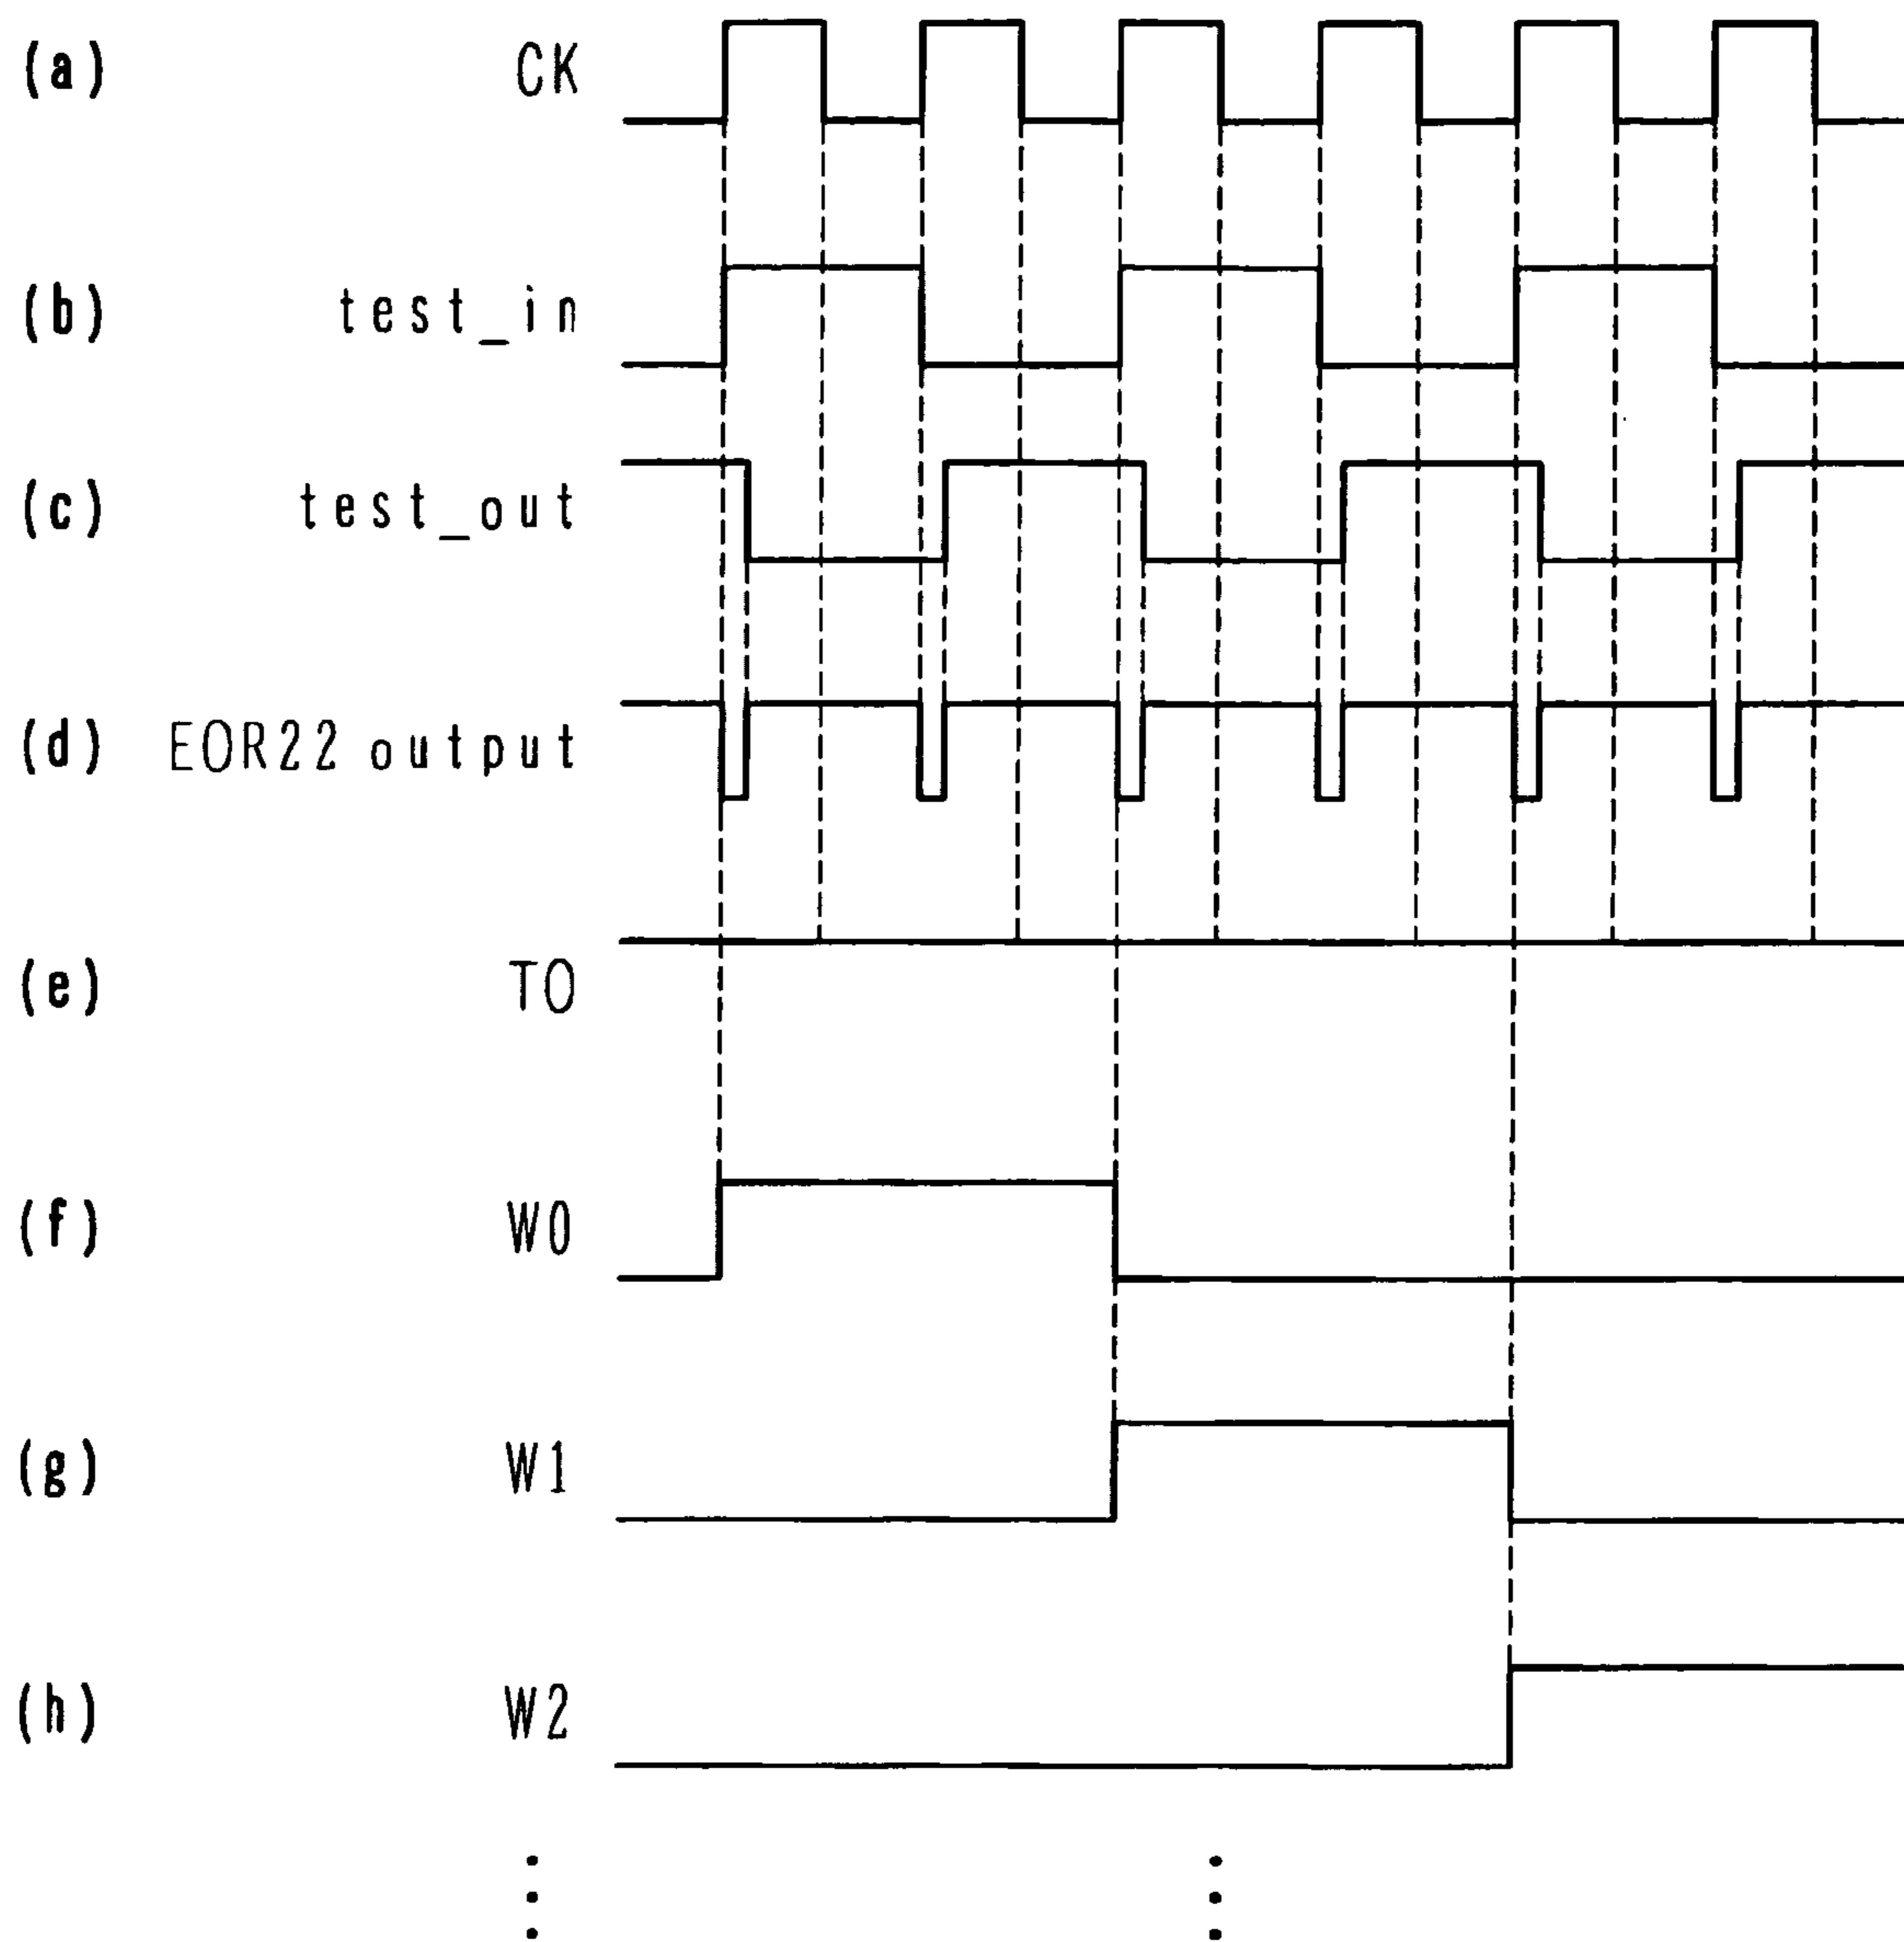 (a) CK
(b) test_in
(c) test_out
(d) EOR22 output
(e) TO
(f) W0
(g) W1
(h) W2